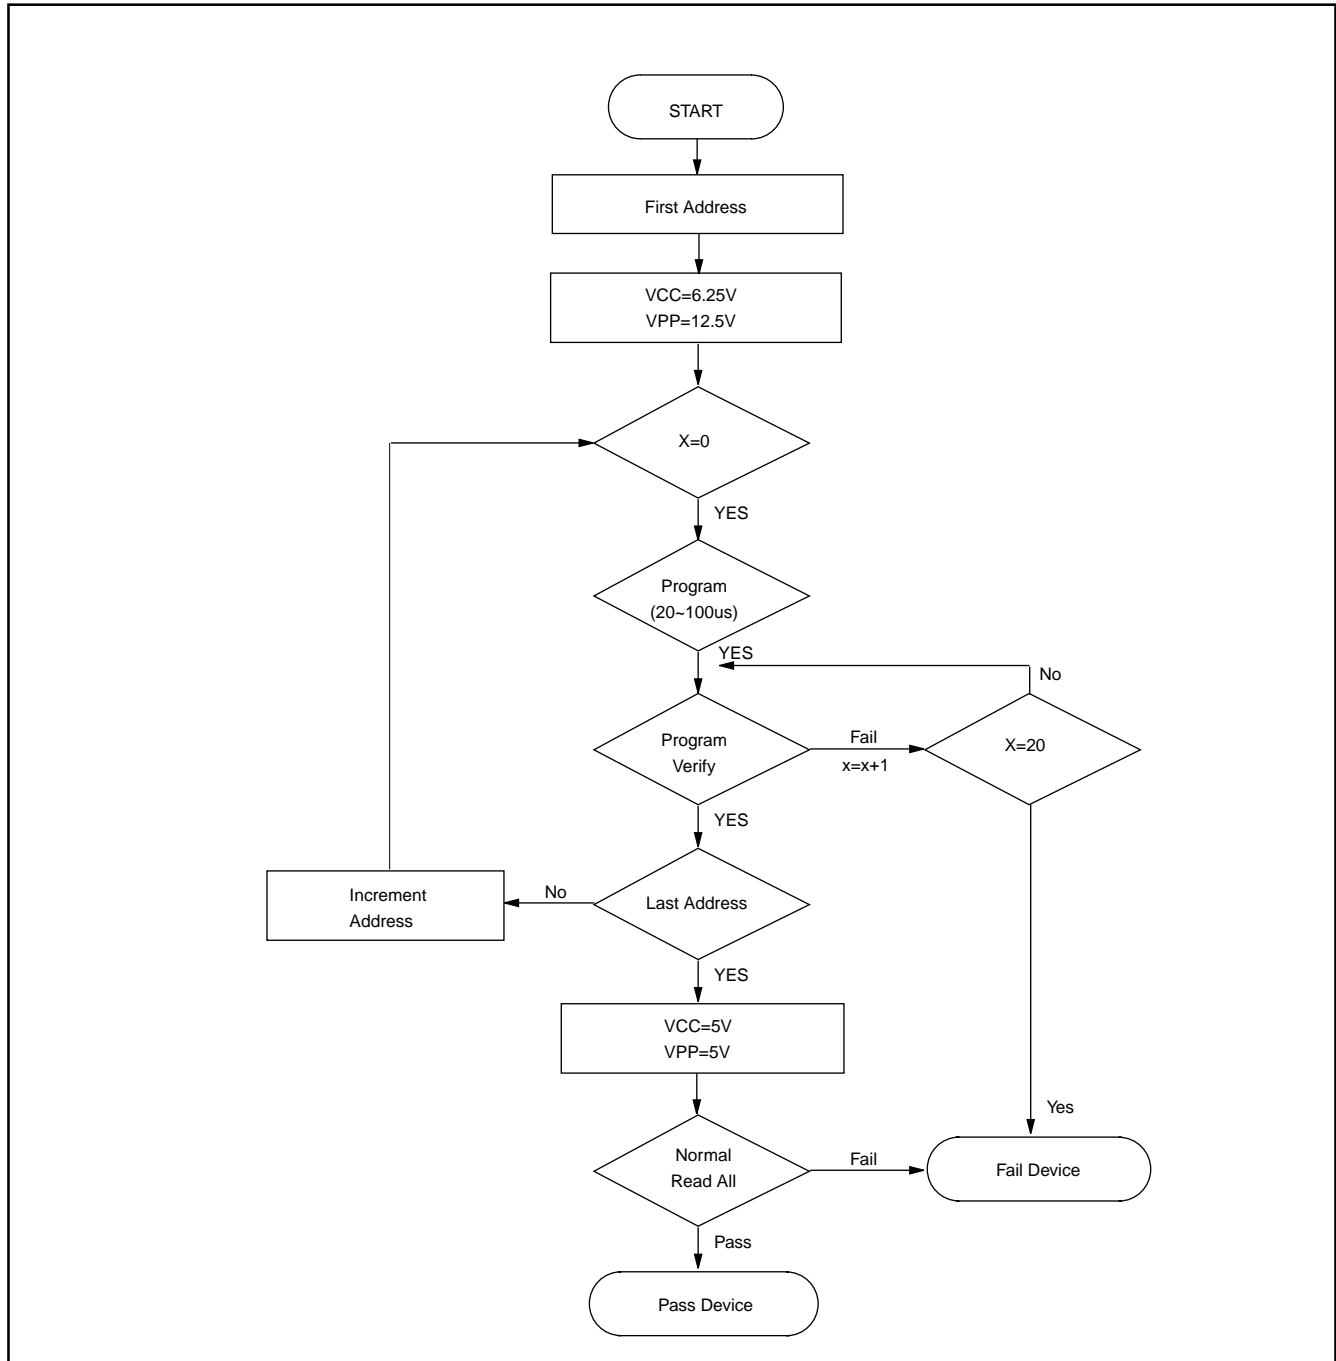 START
First Address
VCC=6.25V
VPP=12.5V
X=0
YES
Program
(20~100us)
YES
No
Program
Verify
Fail
x=x+1
X=20
YES
Increment
Address
No
Last Address
YES
VCC=5V
VPP=5V
Yes
Normal
Read All
Fail
Fail Device
Pass
Pass Device